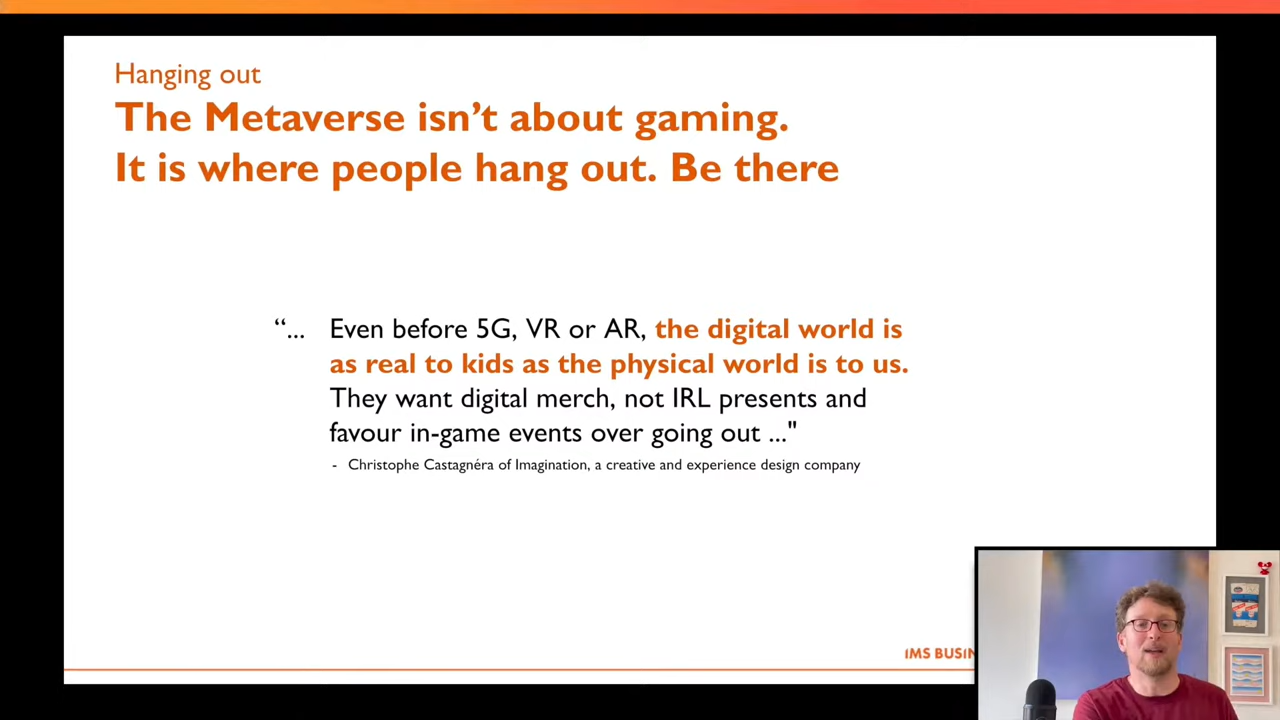 Hanging out
The Metaverse isn’t about gaming.
It is where people hang out. Be there
“... Even before 5G, VR or AR, the digital world is
as real to kids as the physical world is to us.
They want digital merch, not IRL presents and
favour in-game events over going out ..."
- Christophe Castagnéra of Imagination, a creative and experience design company
IMS